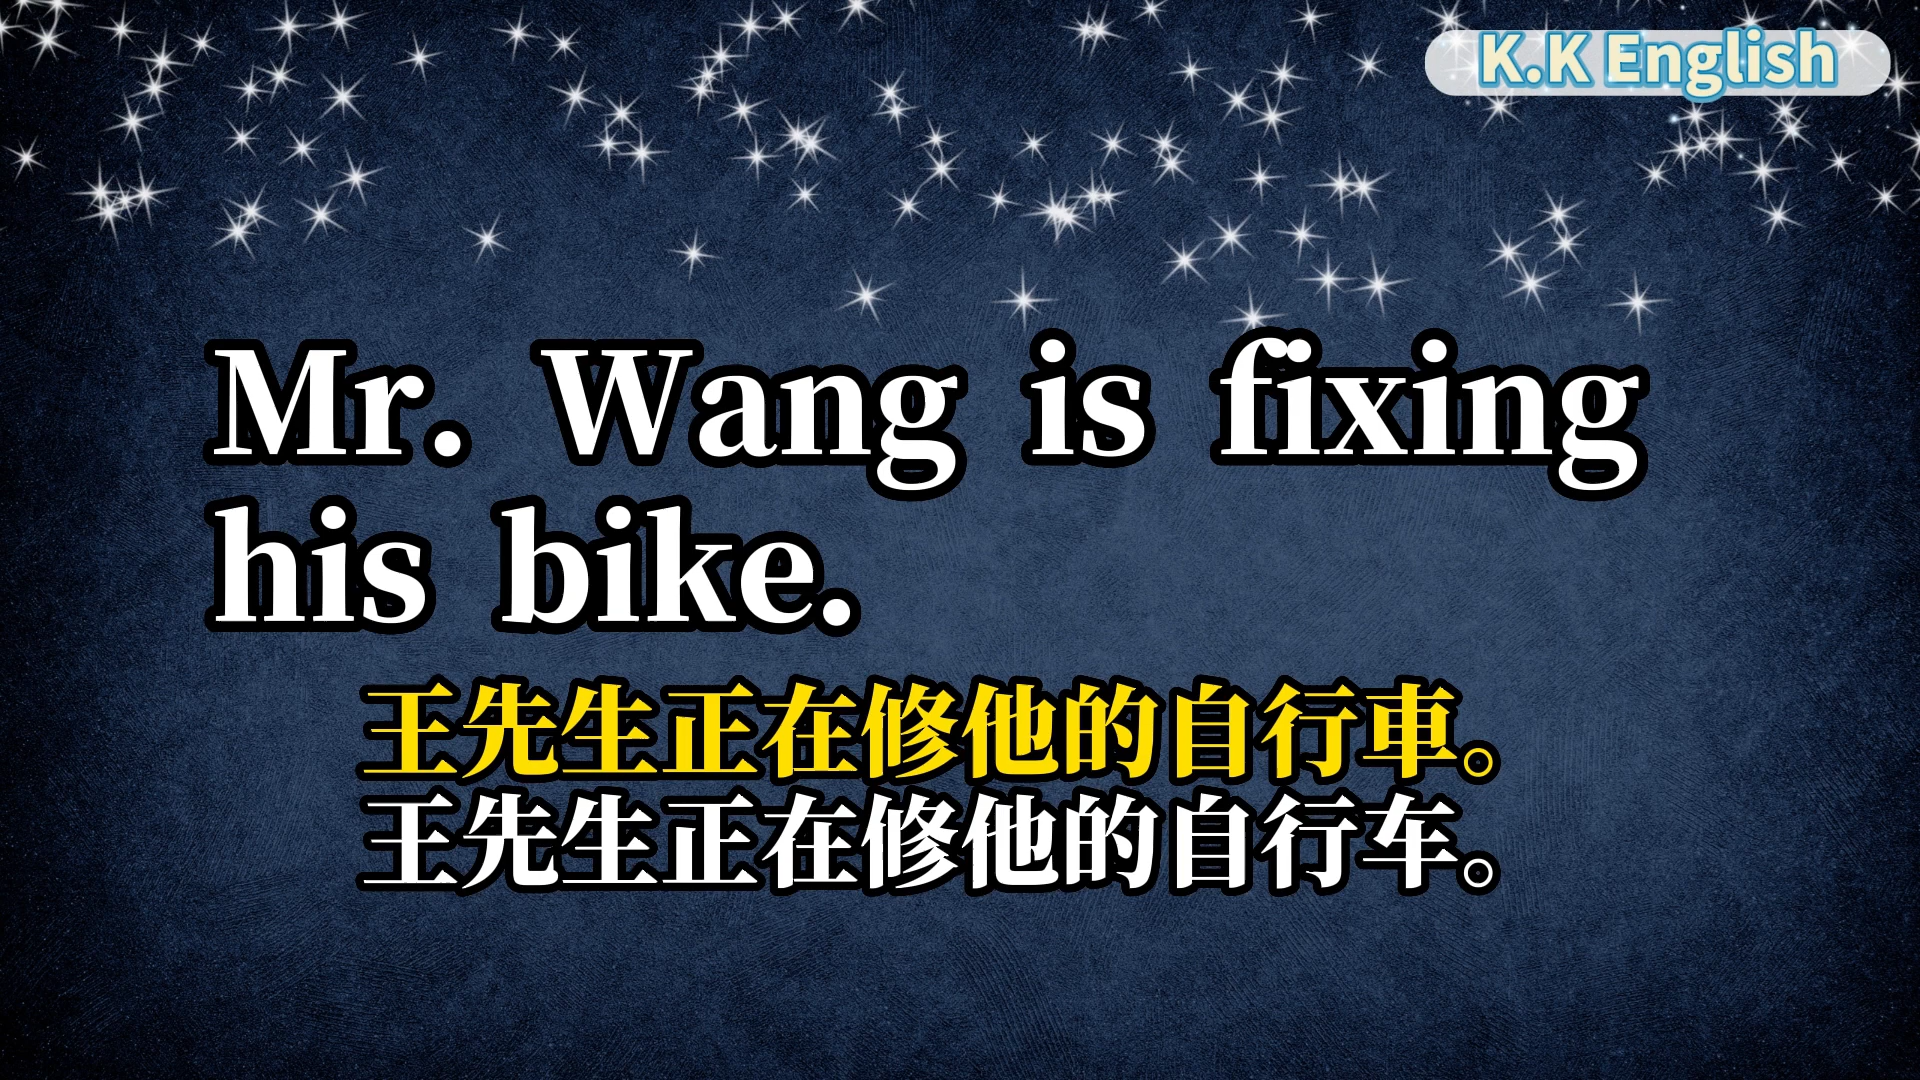 K.K English
Mr. Wang is fixing
his bike.
王先生正在修他的自行車。
王先生正在修他的自行车。